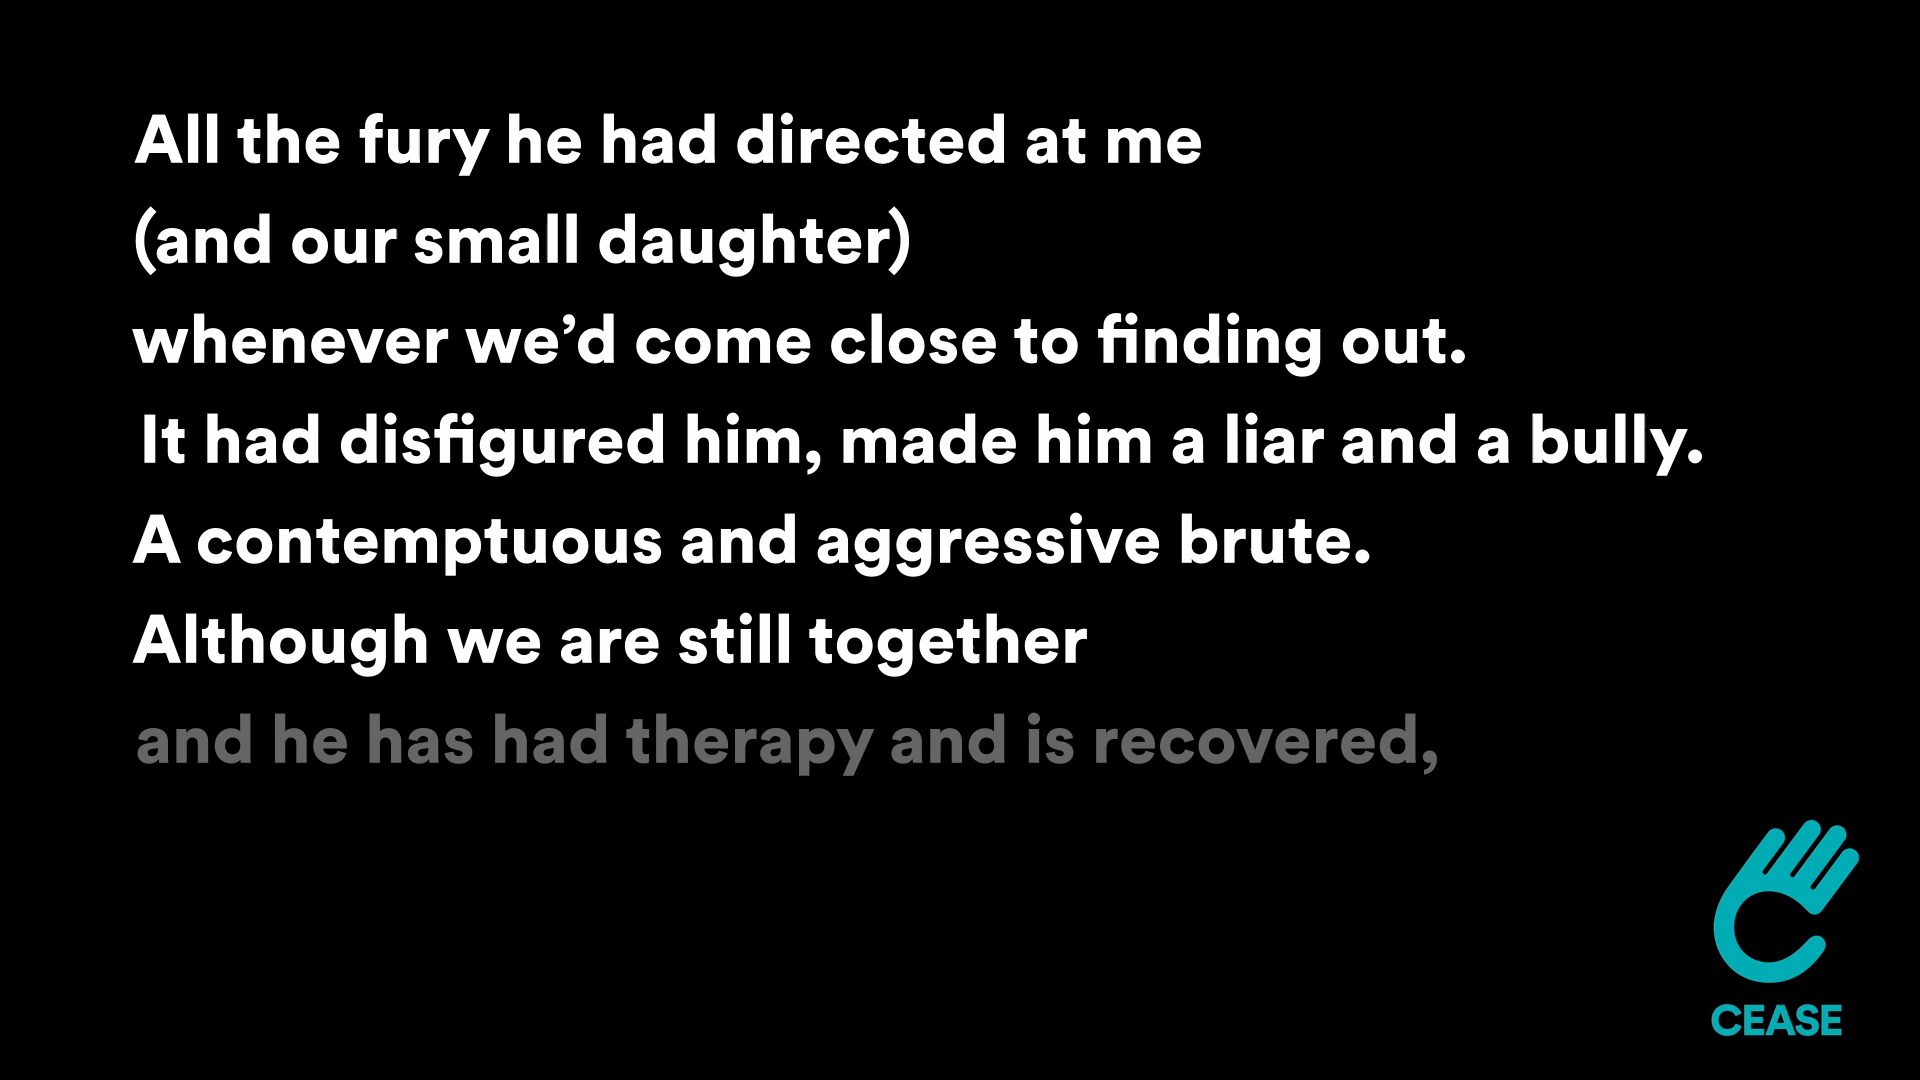 All the fury he had directed at me
(and our small daughter)
whenever we’d come close to finding out.
It had disfigured him, made him a liar and a bully.
A contemptuous and aggressive brute.
Although we are still together
and he has had therapy and is recovered,
CEASE